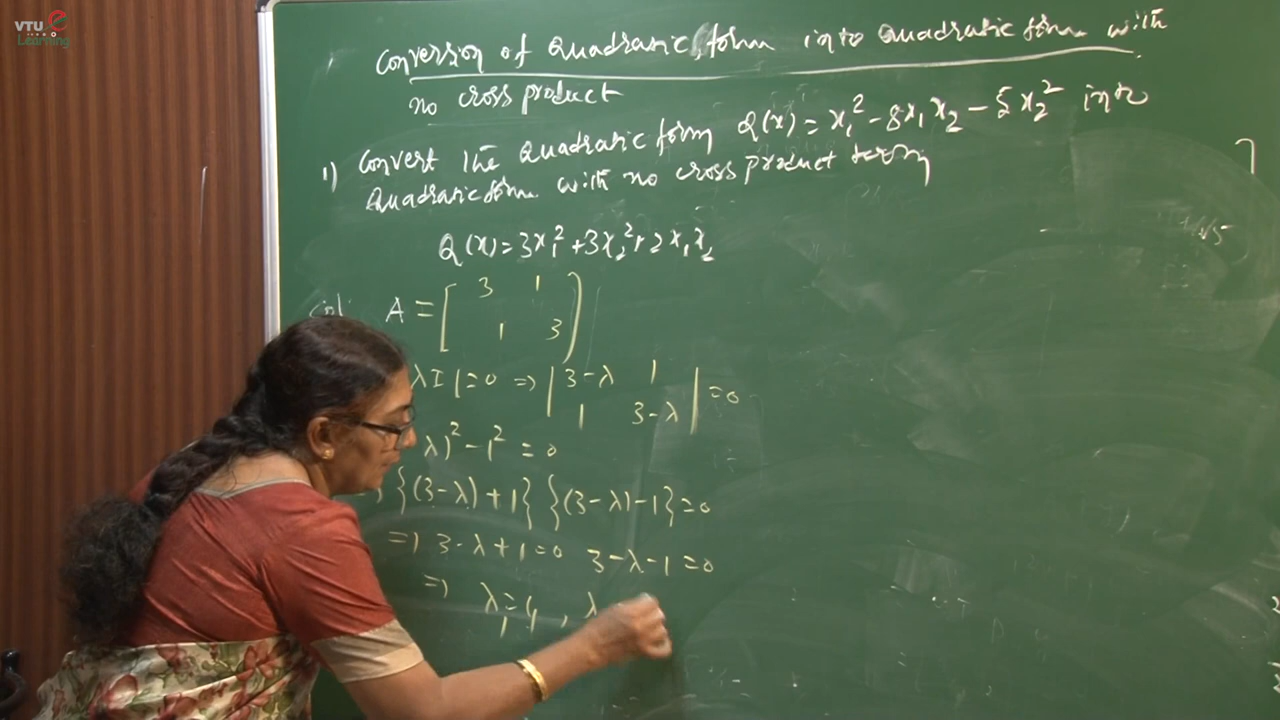 VTU e
Learning
Conversion of Quadratic form into Quadratic form with
no cross product
1) Convert the Quadratic form Q(x) = x₁² - 8x₁x₂ - 5x₂² into
Quadratic form with no cross product term
Q(x) = 3x₁² + 3x₂² + 2x₁x₂
Sol: A = [ 3 1
1 3 ]
λI| = 0 ⇒ | 3-λ 1
1 3-λ | = 0
λ)² - 1² = 0
{(3-λ)+1} {(3-λ)-1} = 0
⇒ 3-λ+1=0 3-λ-1=0
⇒ λ₁ = 4, λ